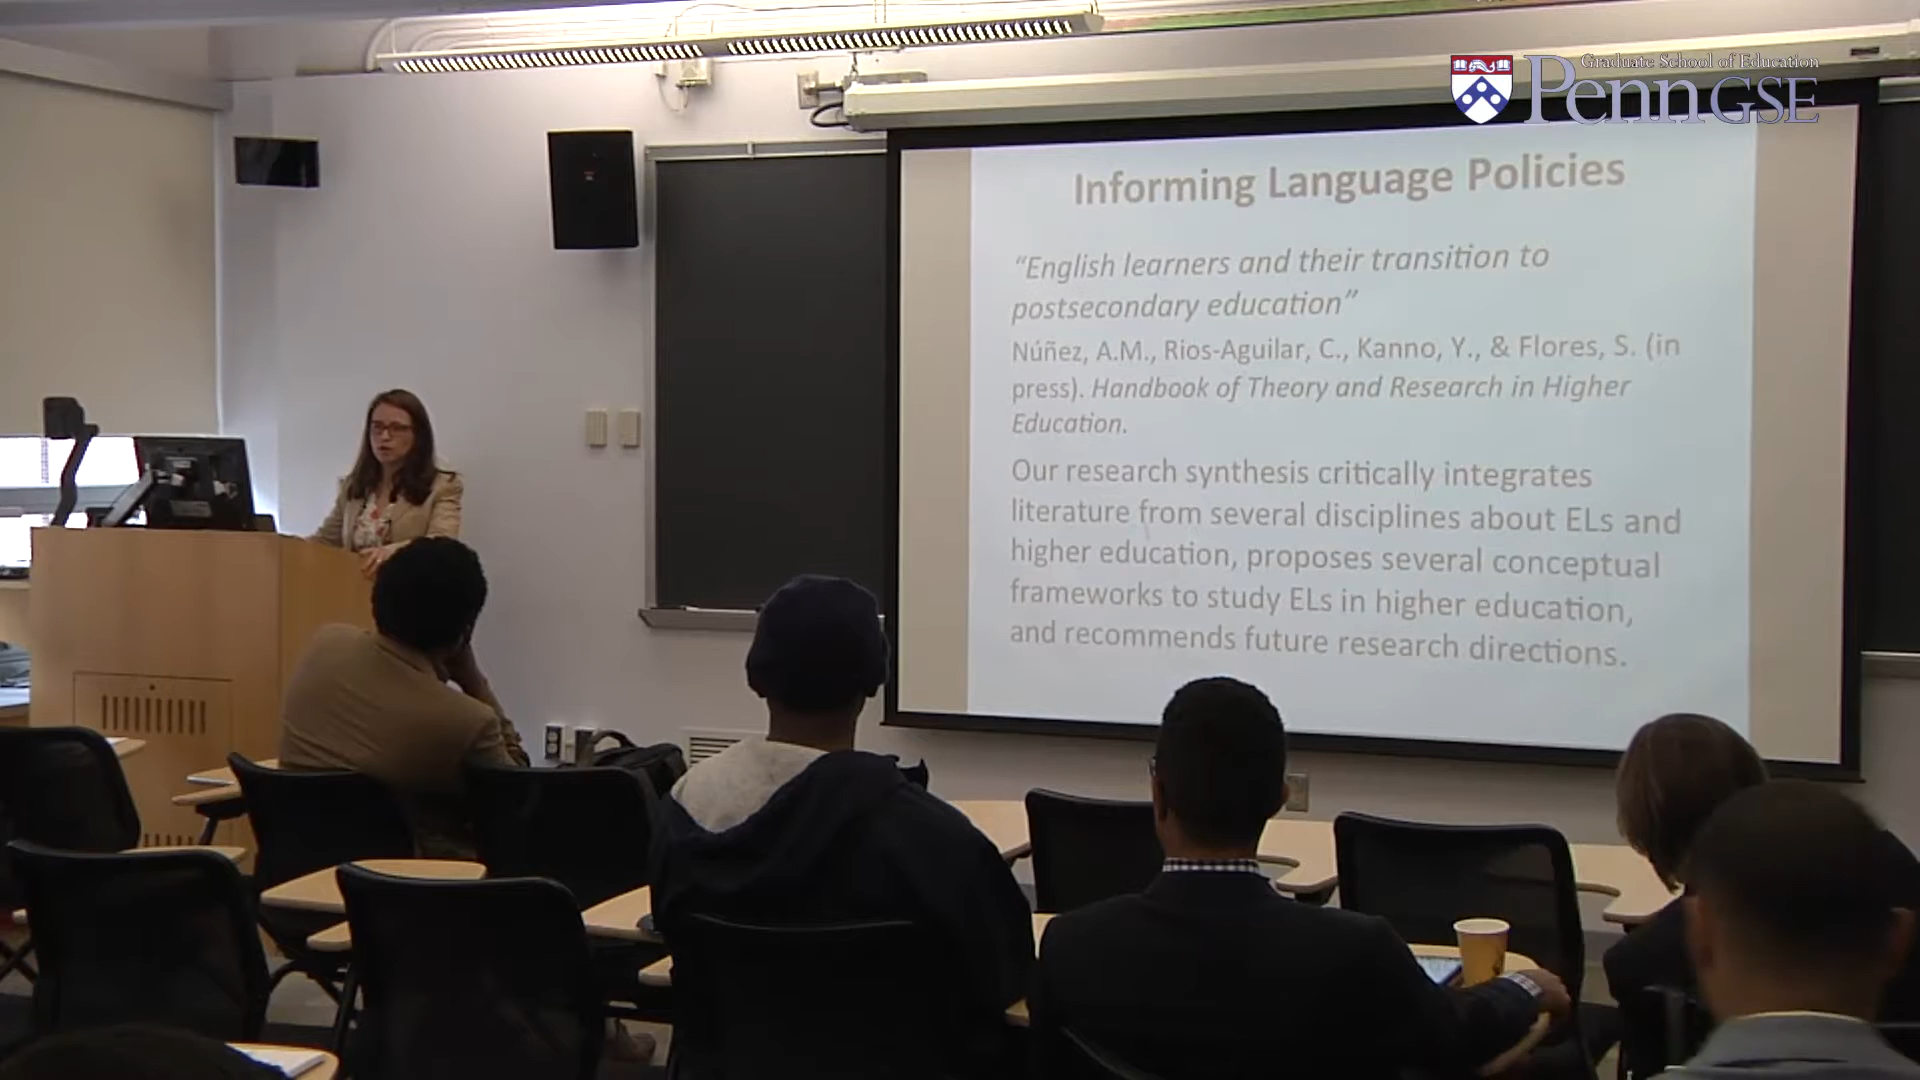 Graduate School of Education
Penn GSE
Informing Language Policies
“English learners and their transition to
postsecondary education”
Núñez, A.M., Rios-Aguilar, C., Kanno, Y., & Flores, S. (in
press). Handbook of Theory and Research in Higher
Education.
Our research synthesis critically integrates
literature from several disciplines about ELs and
higher education, proposes several conceptual
frameworks to study ELs in higher education,
and recommends future research directions.